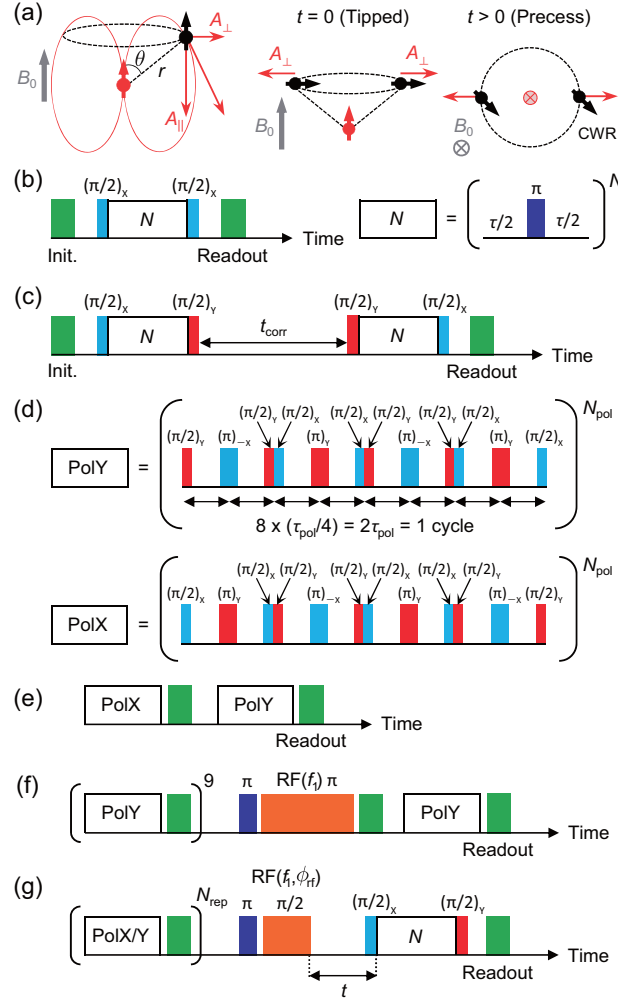 (a)
t = 0 (Tipped)
t > 0 (Precess)
B₀
θ
r
A⊥
A||
A⊥
A⊥
B₀
B₀
CWR
(b)
(π/2)X
(π/2)X
N
Init.
Readout
Time
N
=
τ/2
π
τ/2
N
(c)
(π/2)X
(π/2)Y
(π/2)Y
(π/2)X
N
tcorr
N
Time
Init.
Readout
(d)
Npol
(π/2)Y (π/2)X (π/2)X (π/2)Y (π/2)Y (π/2)X
(π/2)Y (π)−X (π)Y (π)−X (π)Y (π/2)X
PolY
=
8 x (τpol/4) = 2τpol = 1 cycle
Npol
(π/2)X (π/2)Y (π/2)Y (π/2)X (π/2)X (π/2)Y
(π/2)X (π)Y (π)−X (π)Y (π)−X (π/2)Y
PolX
=
(e)
PolX
PolY
Time
Readout
(f)
9
π
RF(f₁) π
PolY
PolY
Time
Readout
(g)
Nrep
RF(f₁,ϕrf)
π
π/2
(π/2)X
(π/2)Y
PolX/Y
N
Time
t
Readout